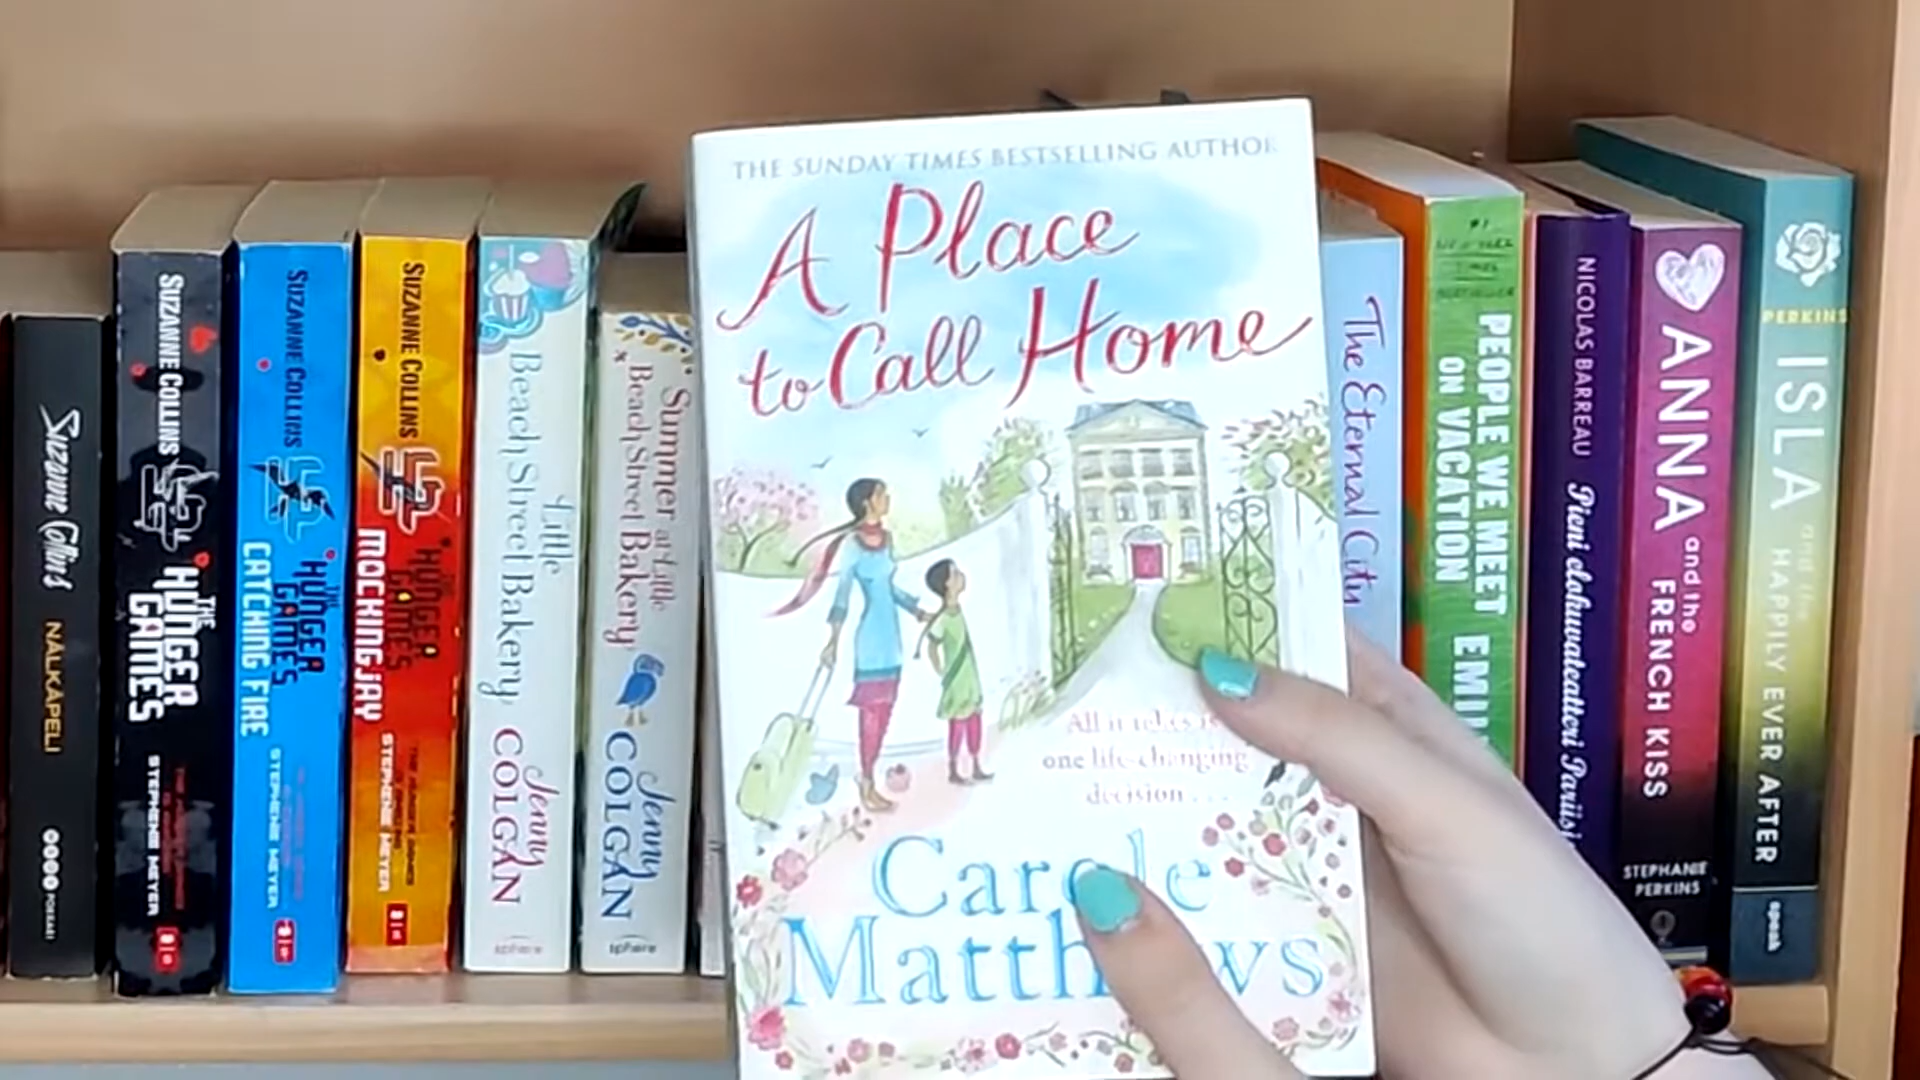 Suzanne Collins NÄLKÄPELI
SUZANNE COLLINS
THE HUNGER GAMES
STEPHENIE MEYER
SUZANNE COLLINS
THE HUNGER GAMES
CATCHING FIRE
STEPHENIE MEYER
SUZANNE COLLINS
THE HUNGER GAMES
MOCKINGJAY
STEPHENIE MEYER
Little
Beach Street Bakery
Jenny
COLGAN
sphere
Summer at Little
Beach Street Bakery
Jenny
COLGAN
sphere
THE SUNDAY TIMES BESTSELLING AUTHOR
A Place
to Call Home
All it takes is
one life-changing
decision . . .
Carole
Matthews
The Eternal City
#1
PEOPLE WE MEET
ON VACATION
NICOLAS BARREAU
ANNA
and the
FRENCH KISS
STEPHANIE
PERKINS
PERKINS
ISLA
and the
HAPPILY EVER AFTER
speak